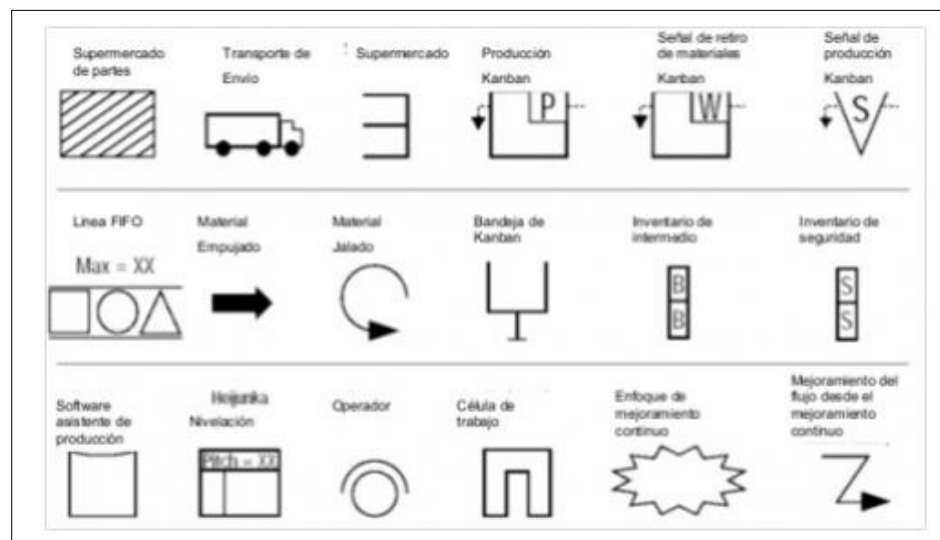 Supermercado
de partes
Transporte de
Envío
Supermercado
Producción
Kanban
P
Señal de retiro
de materiales
Kanban
W
Señal de
producción
Kanban
S
Línea FIFO
Max = XX
Material
Empujado
Material
Jalado
Bandeja de
Kanban
Inventario de
intermedio
B
B
Inventario de
seguridad
S
S
Software
asistente de
producción
Heijunka
Nivelación
Pitch = XX
Operador
Célula de
trabajo
Enfoque de
mejoramiento
continuo
Mejoramiento del
flujo desde el
mejoramiento
continuo